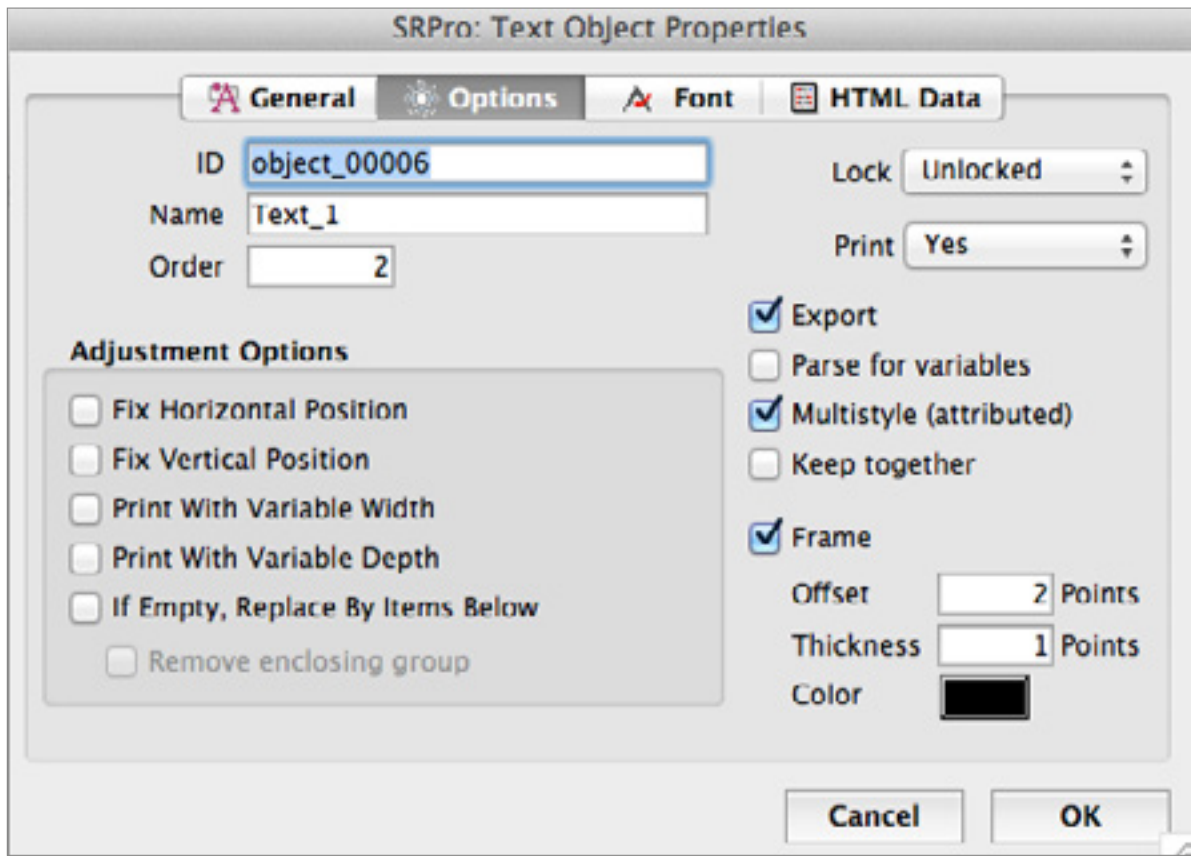 SRPro: Text Object Properties
General Options Font HTML Data
ID object_00006
Name Text_1
Order 2
Lock Unlocked
Print Yes
Adjustment Options
Fix Horizontal Position
Fix Vertical Position
Print With Variable Width
Print With Variable Depth
If Empty, Replace By Items Below
Remove enclosing group
Export
Parse for variables
Multistyle (attributed)
Keep together
Frame
Offset 2 Points
Thickness 1 Points
Color
Cancel OK